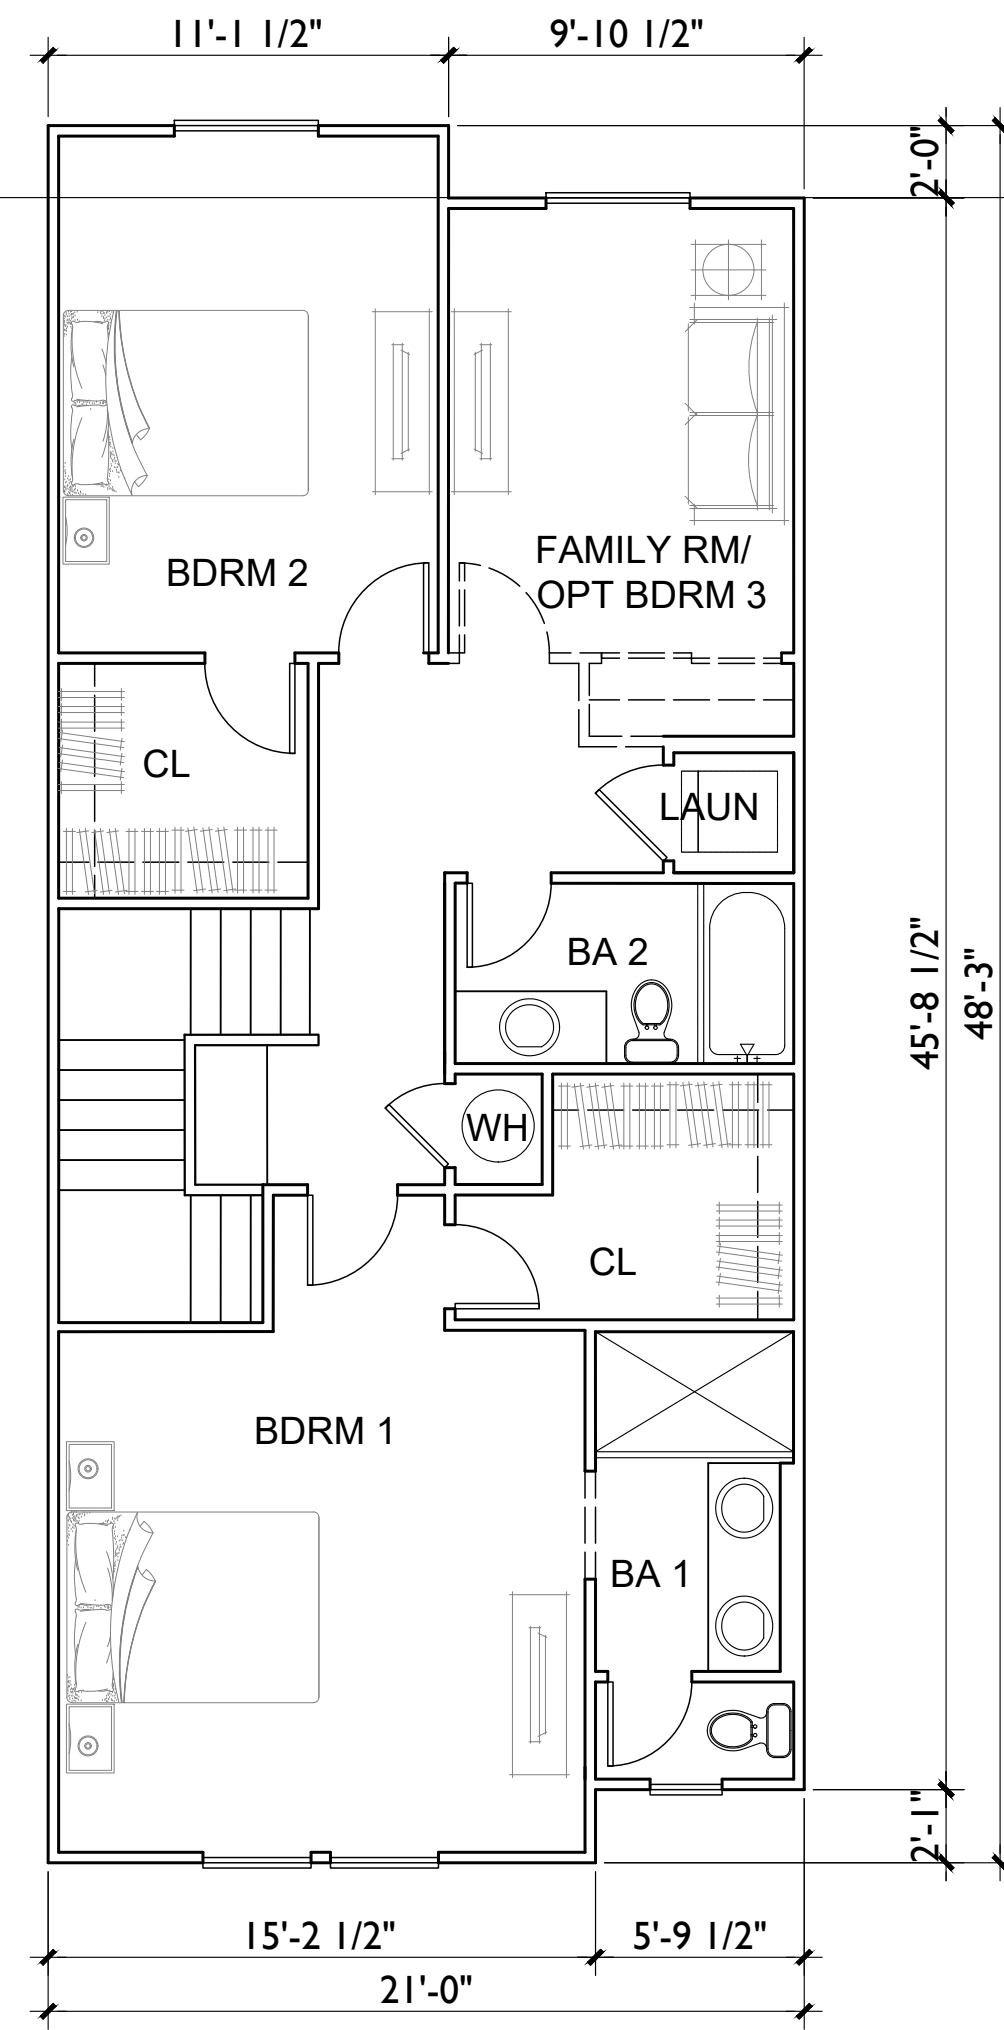 11'-1 1/2"
9'-10 1/2"
2'-0"
BDRM 2
FAMILY RM/
OPT BDRM 3
CL
LAUN
BA 2
45'-8 1/2"
48'-3"
WH
CL
BDRM 1
BA 1
2'-1"
15'-2 1/2"
5'-9 1/2"
21'-0"